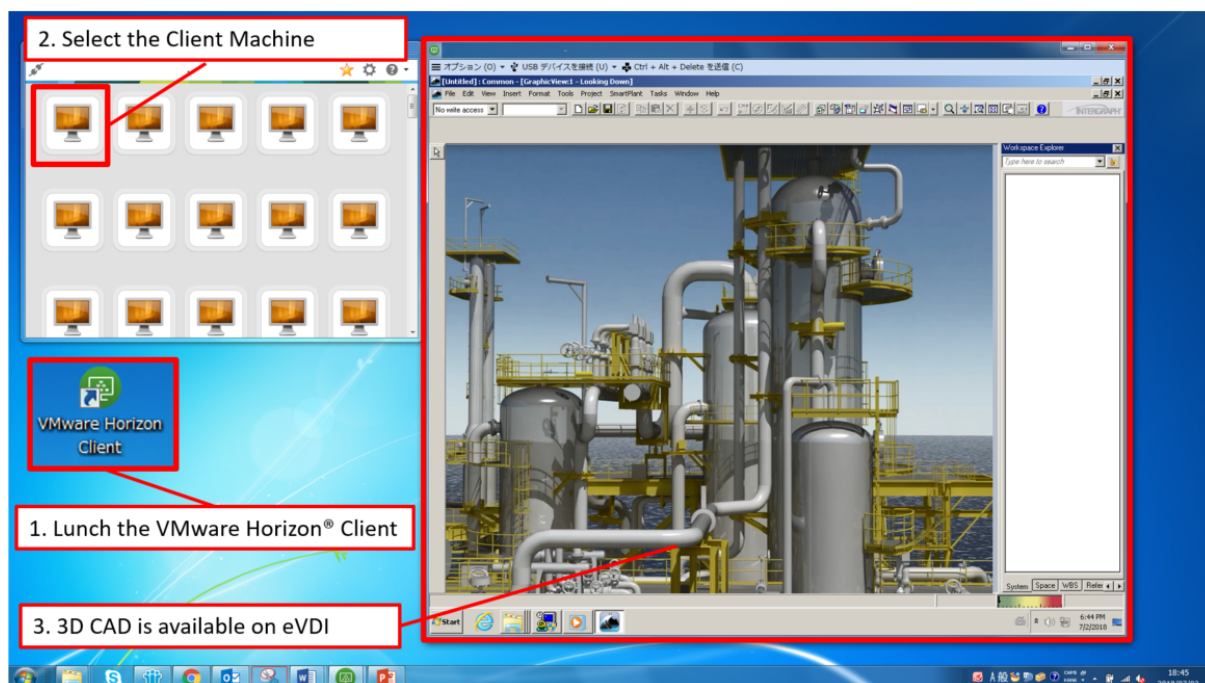 2. Select the Client Machine
VMware Horizon
Client
1. Lunch the VMware Horizon® Client
3. 3D CAD is available on eVDI
オプション (O) USB デバイスを接続 (U) Ctrl + Alt + Delete を送信 (C)
[Untitled] : Common - [GraphicView:1 - Looking Down]
File Edit View Insert Format Tools Project SmartPlant Tasks Window Help
No write access
INTERGRAPH
Workspace Explorer
Type here to search
System Space WBS Refer
Start
6:44 PM
7/2/2018
A 般
CAPS
KANA
18:45